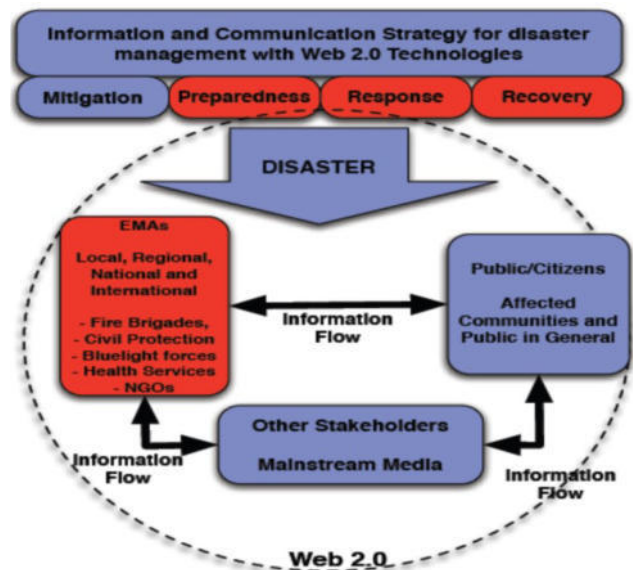 Information and Communication Strategy for disaster
management with Web 2.0 Technologies
Mitigation
Preparedness
Response
Recovery
DISASTER
EMAs
Local, Regional,
National and
International
- Fire Brigades,
- Civil Protection
- Bluelight forces
- Health Services
- NGOs
Information
Flow
Public/Citizens
Affected
Communities and
Public in General
Other Stakeholders
Mainstream Media
Information
Flow
Information
Flow
Web 2.0